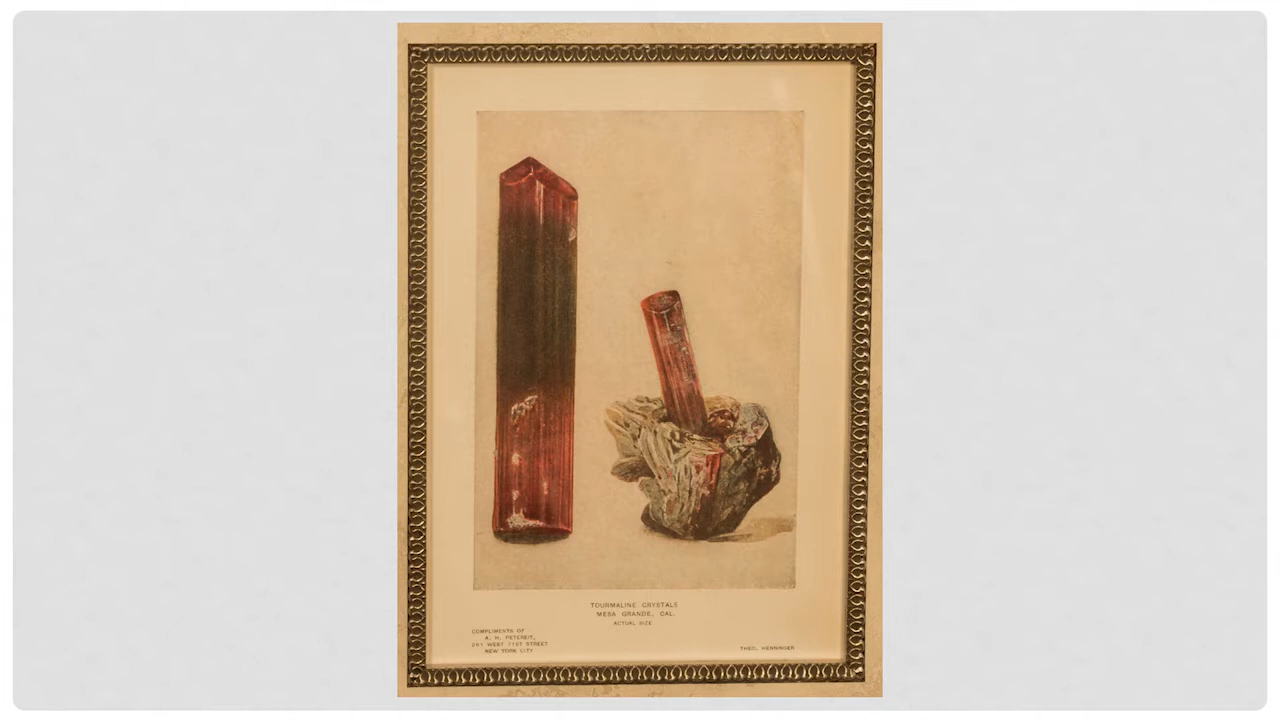 TOURMALINE CRYSTALS
MESA GRANDE, CAL.
ACTUAL SIZE
COMPLIMENTS OF
A. H. PETEREIT,
261 WEST 71ST STREET
NEW YORK CITY
THEO. HENNINGER